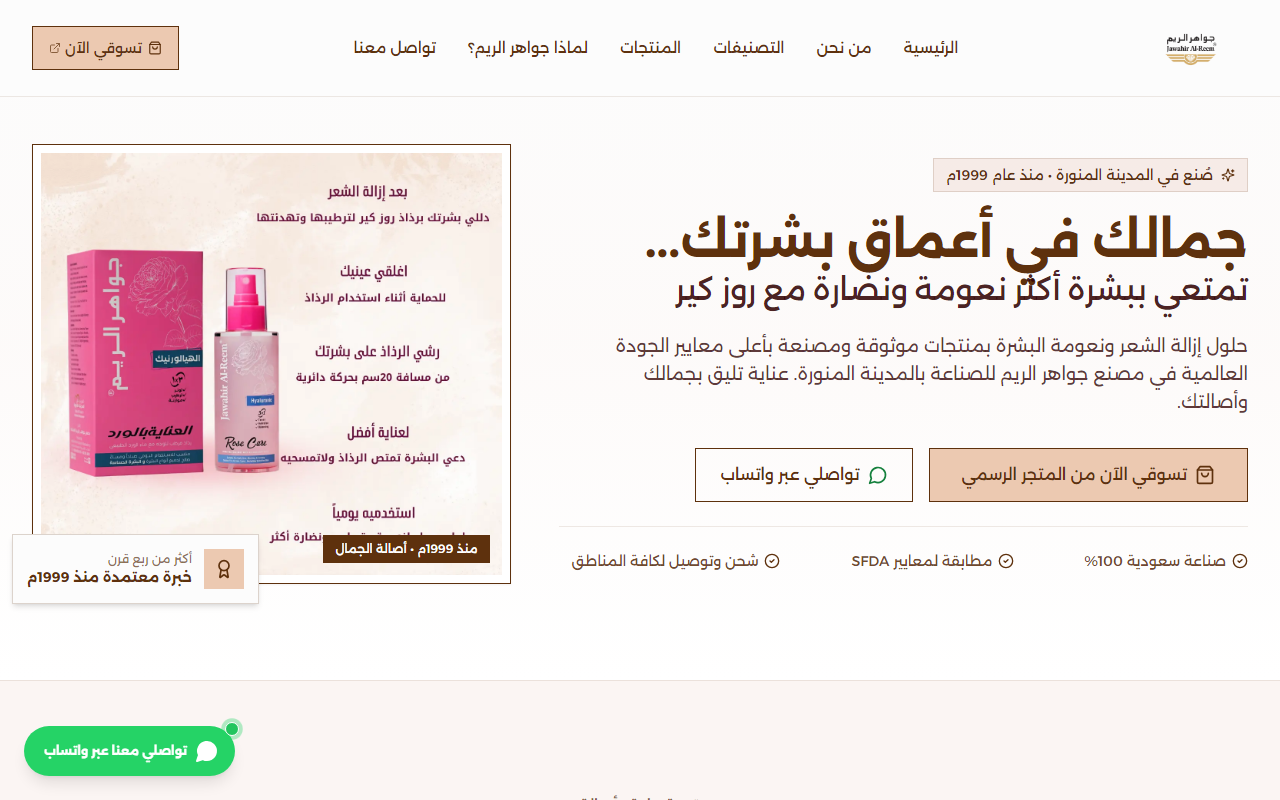 جواهر الريم
Jawahir Al-Reem
الرئيسية
من نحن
التصنيفات
المنتجات
لماذا جواهر الريم؟
تواصل معنا
تسوقي الآن
صُنع في المدينة المنورة • منذ عام 1999م
جمالك في أعماق بشرتك...
تمتعي ببشرة أكثر نعومة ونضارة مع روز كير
حلول إزالة الشعر ونعومة البشرة بمنتجات موثوقة ومصنعة بأعلى معايير الجودة
العالمية في مصنع جواهر الريم للصناعة بالمدينة المنورة. عناية تليق بجمالك
وأصالتك.
تسوقي الآن من المتجر الرسمي
تواصلي عبر واتساب
صناعة سعودية 100%
مطابقة لمعايير SFDA
شحن وتوصيل لكافة المناطق
بعد إزالة الشعر
دللي بشرتك برذاذ روز كير لترطيبها وتهدئتها
اغلقي عينيك
للحماية أثناء استخدام الرذاذ
رشي الرذاذ على بشرتك
من مسافة 20سم بحركة دائرية
لعناية أفضل
دعي البشرة تمتص الرذاذ ولاتمسحيه
استخدميه يومياً
نضارة أكثر
جواهر الريم
الهيالورنيك
العناية بالورد
Jawahir Al-Reem
Hyaluronic
Rose Care
منذ 1999م • أصالة الجمال
أكثر من ربع قرن
خبرة معتمدة منذ 1999م
تواصلي معنا عبر واتساب